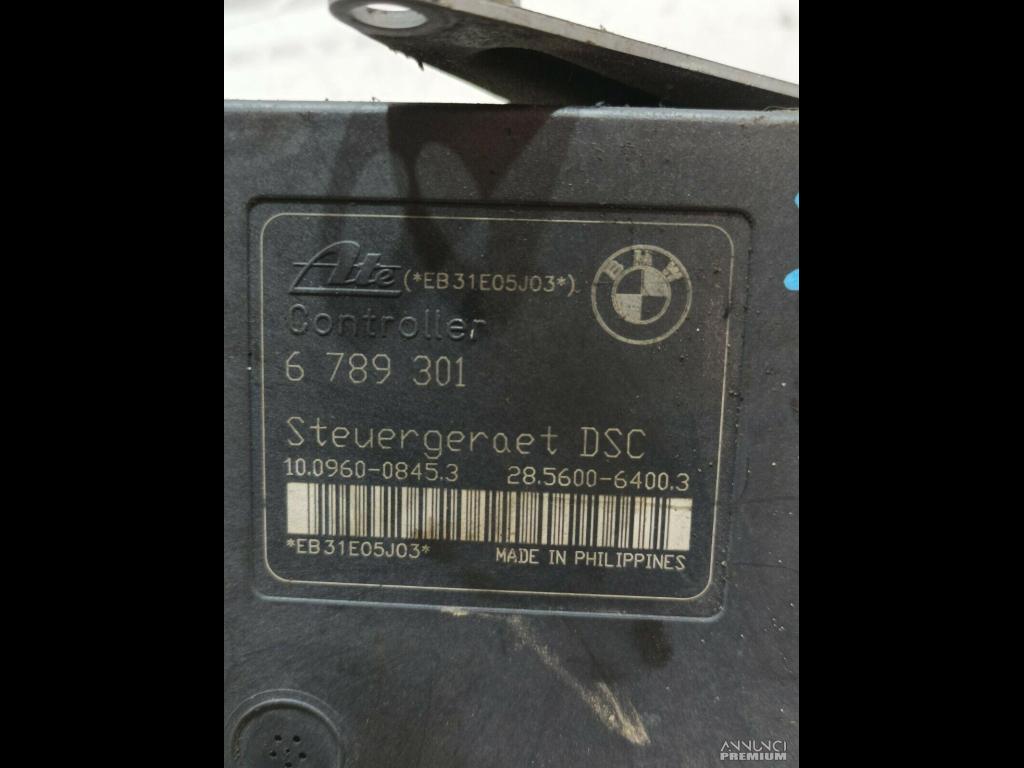 Ate (*EB31E05J03*)
BMW
Controller
6 789 301
Steuergeraet DSC
10.0960-0845.3 28.5600-6400.3
*EB31E05J03* MADE IN PHILIPPINES
ANNUNCI
PREMIUM